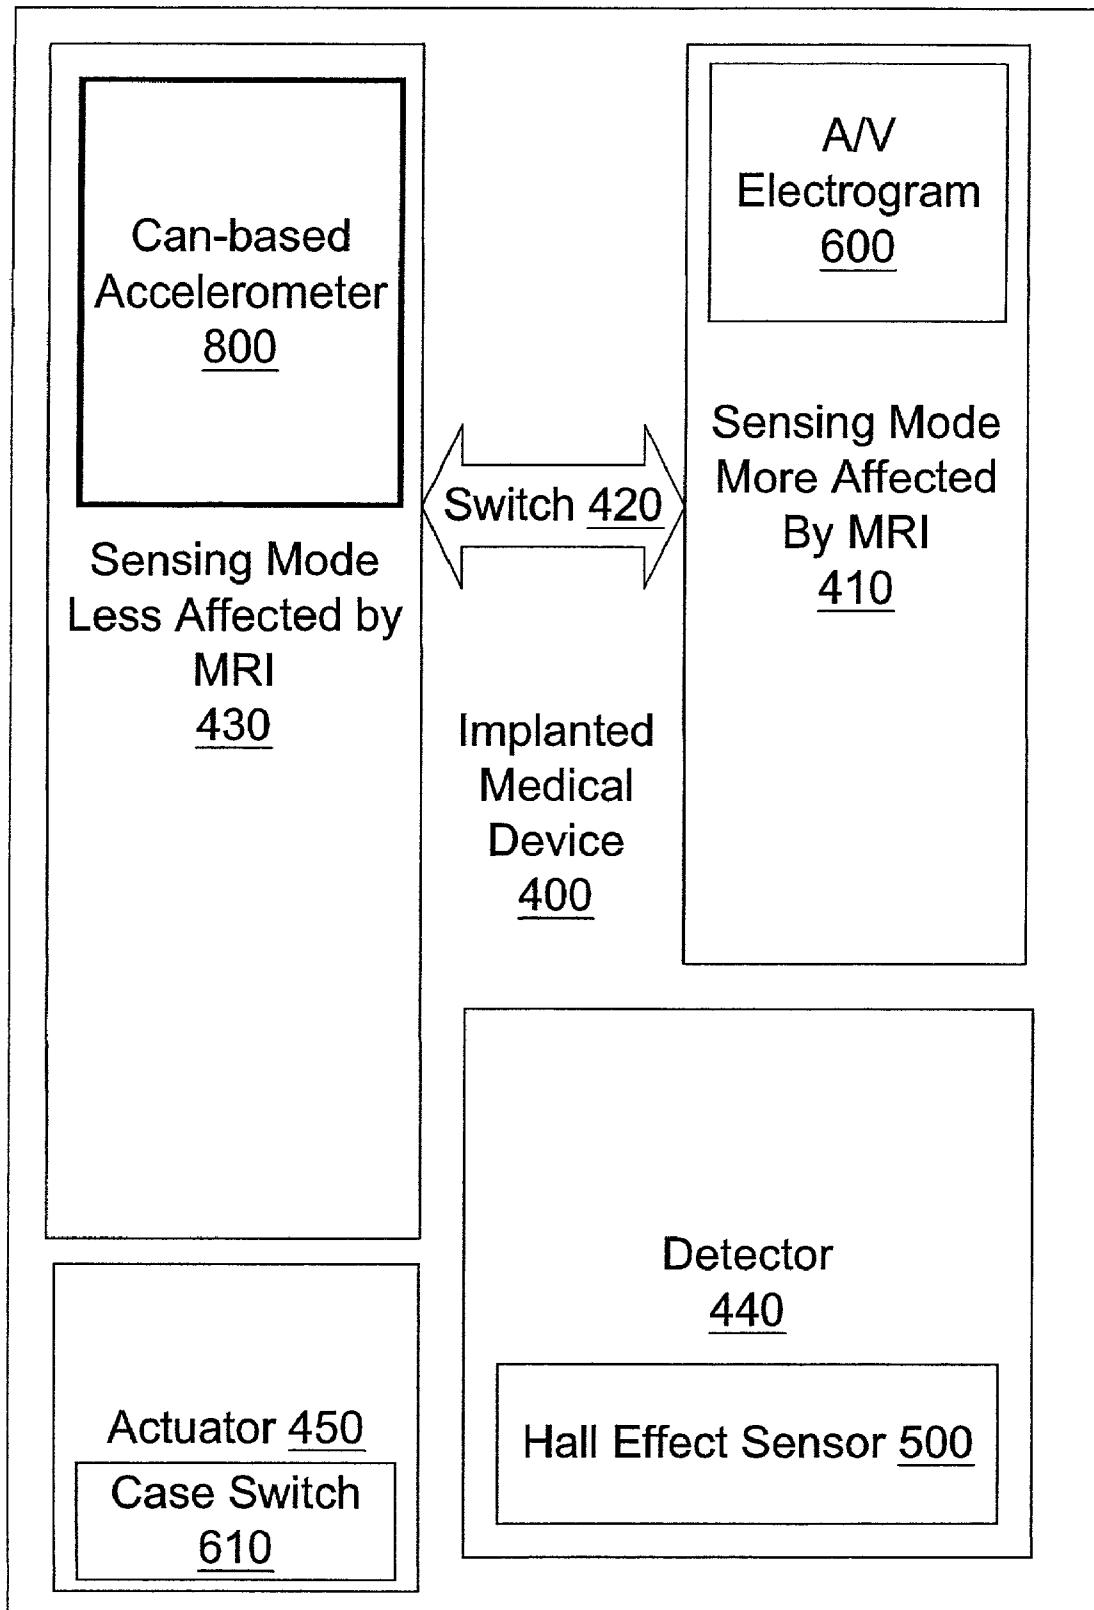 Can-based
Accelerometer
800
Sensing Mode
Less Affected by
MRI
430
Switch 420
A/V
Electrogram
600
Sensing Mode
More Affected
By MRI
410
Implanted
Medical
Device
400
Detector
440
Hall Effect Sensor 500
Actuator 450
Case Switch
610